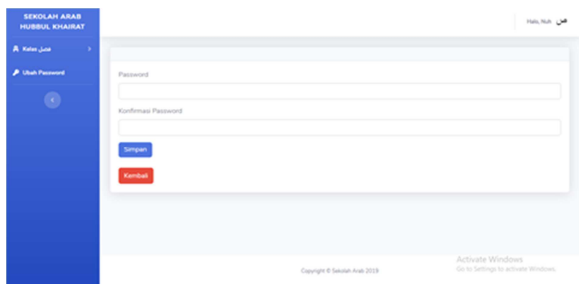 SEKOLAH ARAB
HUBBUL KHAIRAT
Halo, Nuh
Kelas فصل
Ubah Password
Password
Konfirmasi Password
Simpan
Kembali
Copyright © Sekolah Arab 2019
Activate Windows
Go to Settings to activate Windows.